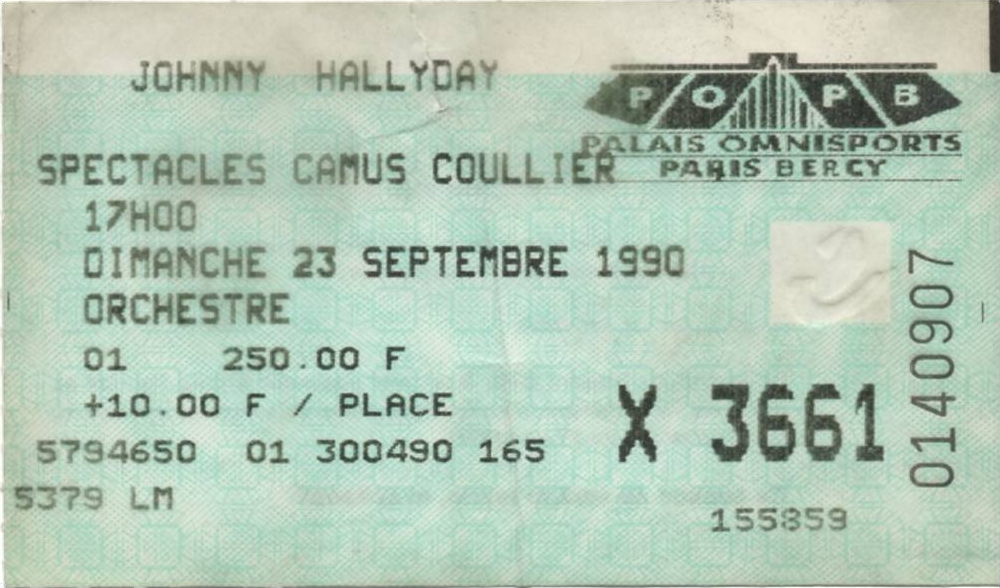 JOHNNY HALLYDAY
P O P B
PALAIS OMNISPORTS
PARIS BERCY
SPECTACLES CAMUS COULLIER
17H00
DIMANCHE 23 SEPTEMBRE 1990
ORCHESTRE
01 250.00 F
+10.00 F / PLACE
X 3661
5794650 01 300490 165
5379 LM
155859
0140907